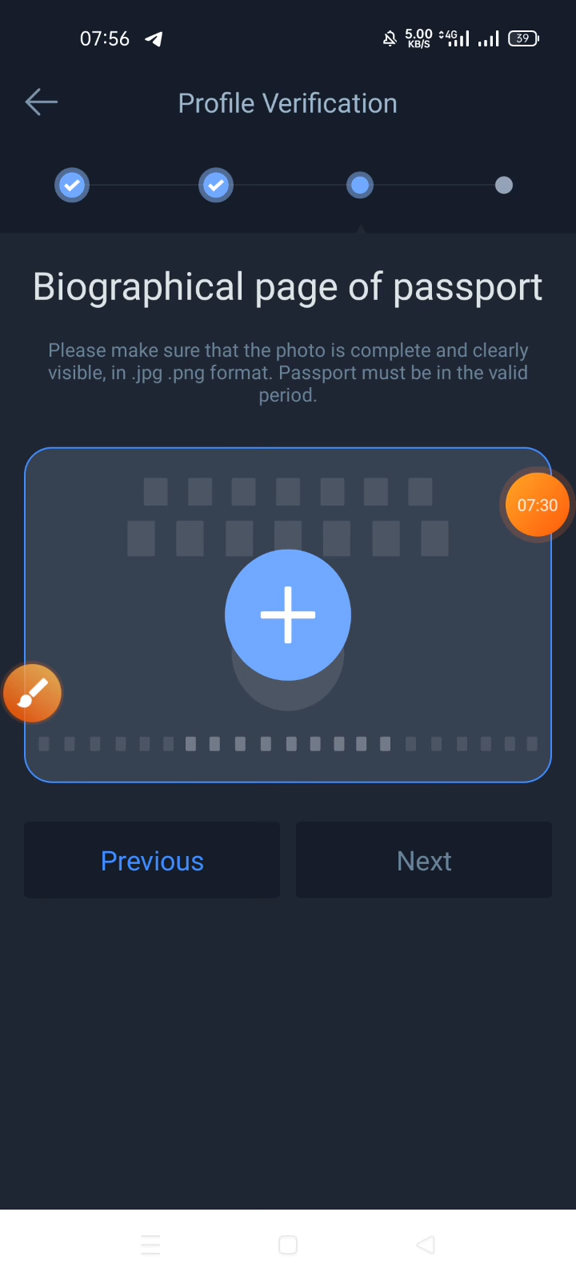 07:56
5.00
KB/S
4G
39
Profile Verification
Biographical page of passport
Please make sure that the photo is complete and clearly
visible, in .jpg .png format. Passport must be in the valid
period.
07:30
Previous
Next